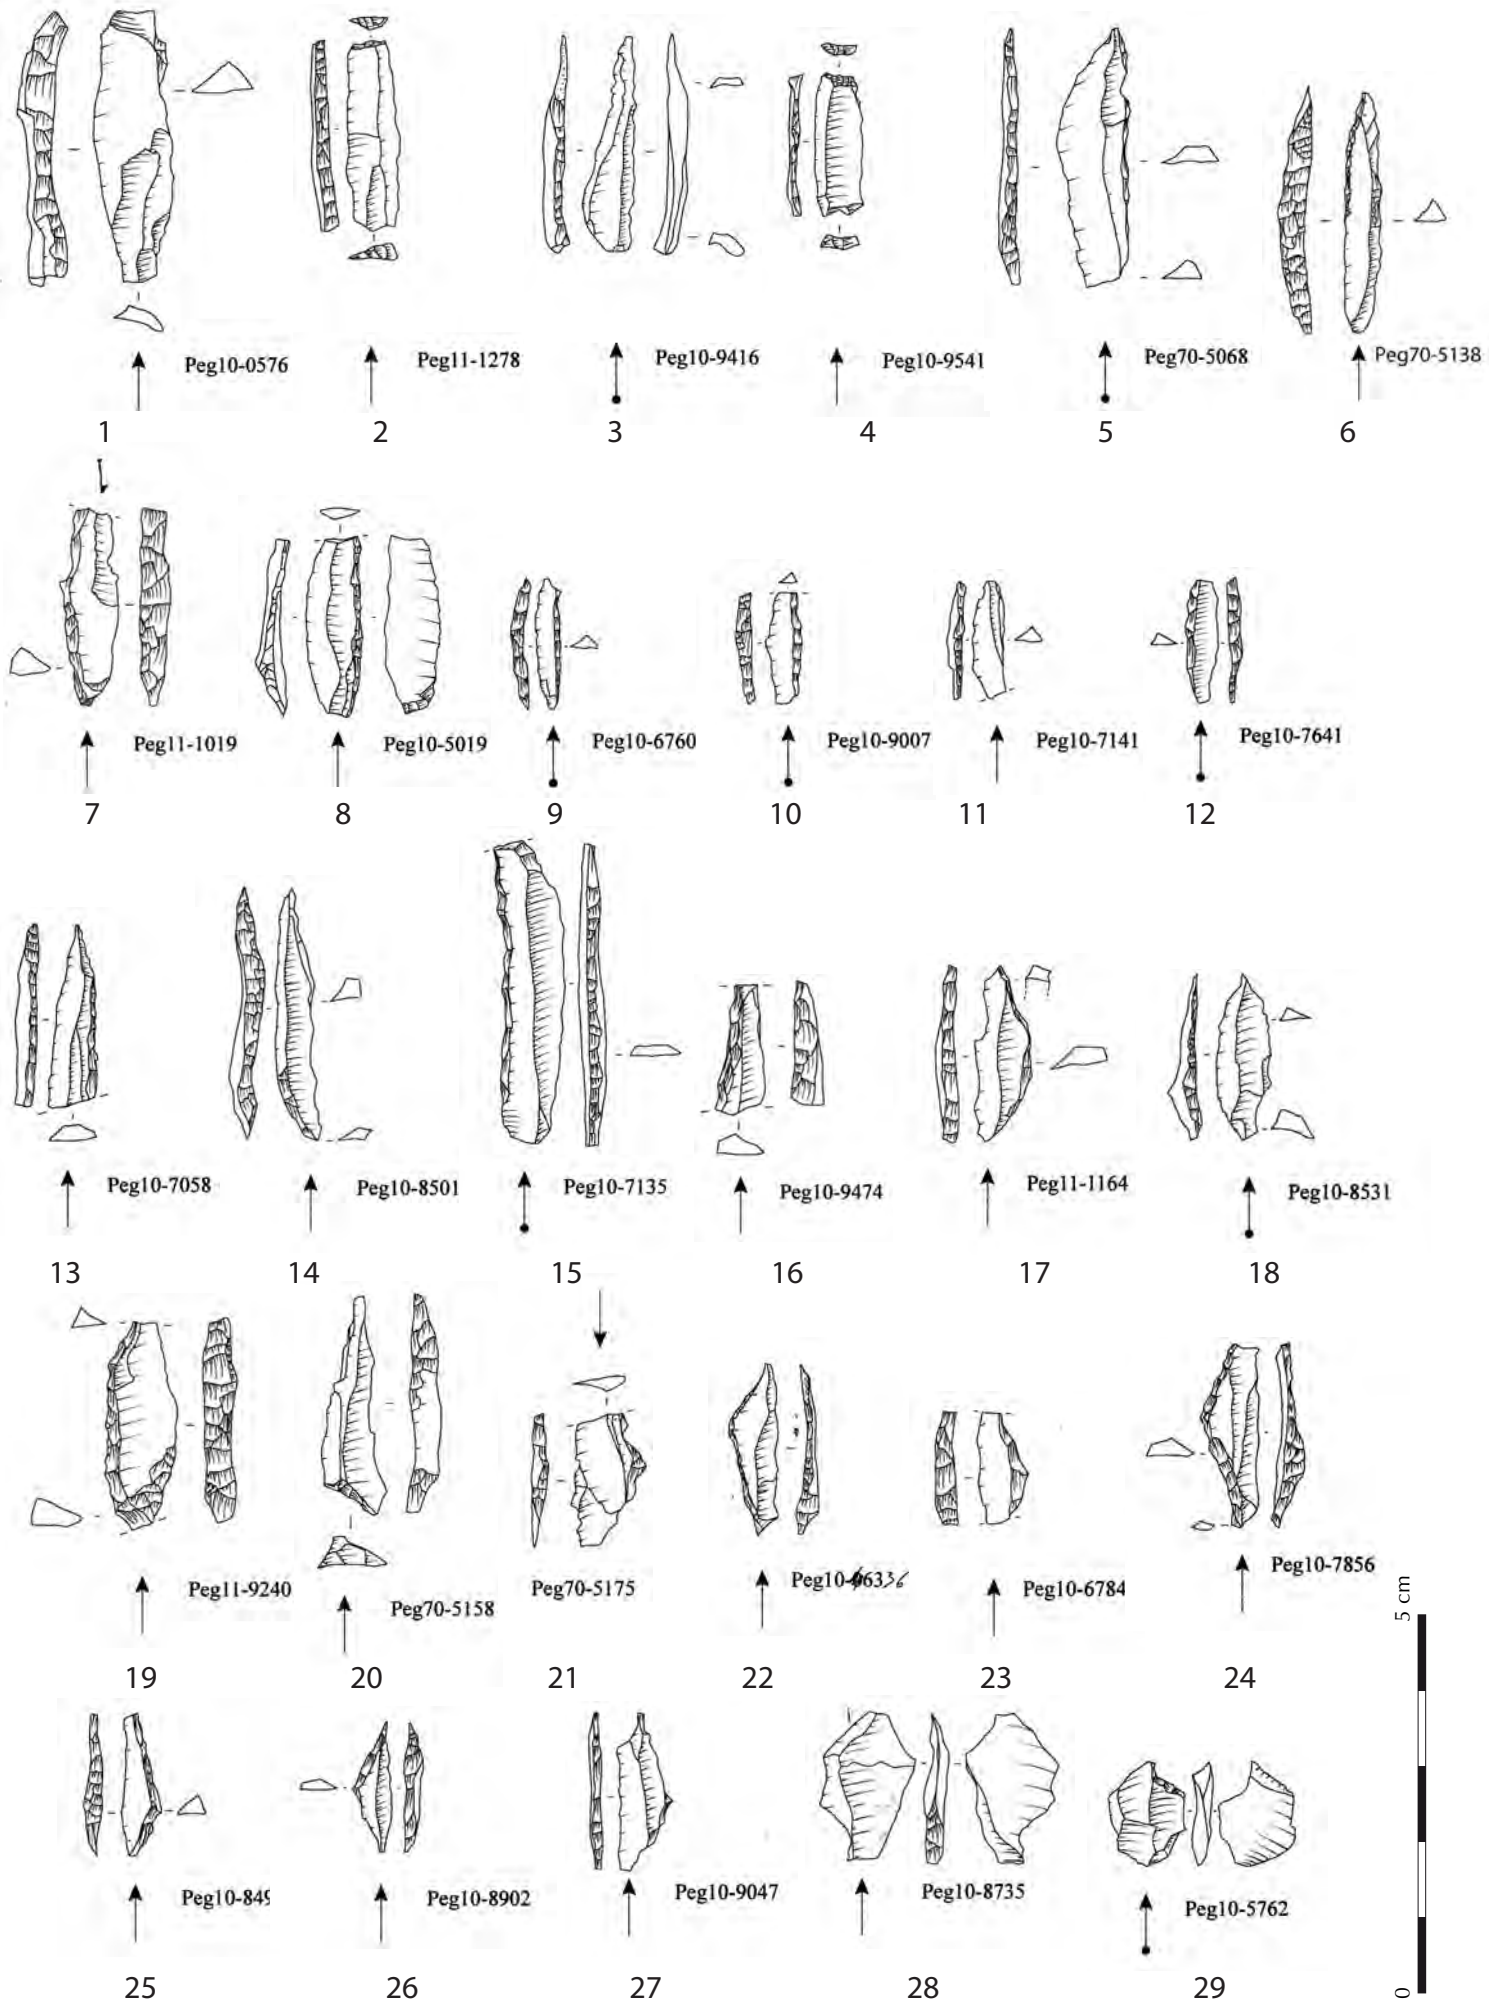 Peg10-0576 Peg11-1278 Peg10-9416 Peg10-9541 Peg70-5068 Peg70-5138
1 2 3 4 5 6
Peg11-1019 Peg10-5019 Peg10-6760 Peg10-9007 Peg10-7141 Peg10-7641
7 8 9 10 11 12
Peg10-7058 Peg10-8501 Peg10-7135 Peg10-9474 Peg11-1164 Peg10-8531
13 14 15 16 17 18
Peg11-9240 Peg70-5158 Peg70-5175 Peg10-6784 Peg10-7856
19 20 21 22 23 24
5 cm
Peg10-849 Peg10-8902 Peg10-9047 Peg10-8735 Peg10-5762
25 26 27 28 29
0